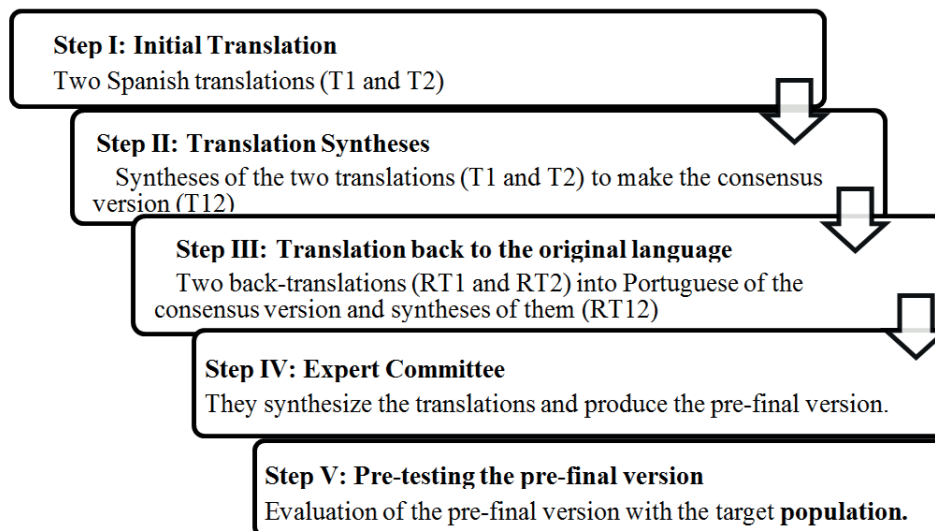 Step I: Initial Translation
Two Spanish translations (T1 and T2)
Step II: Translation Syntheses
Syntheses of the two translations (T1 and T2) to make the consensus
version (T12)
Step III: Translation back to the original language
Two back-translations (RT1 and RT2) into Portuguese of the
consensus version and syntheses of them (RT12)
Step IV: Expert Committee
They synthesize the translations and produce the pre-final version.
Step V: Pre-testing the pre-final version
Evaluation of the pre-final version with the target population.